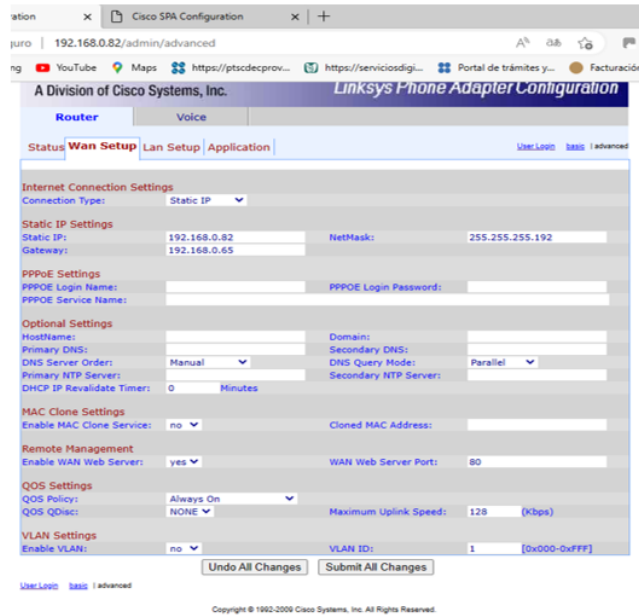 ation × Cisco SPA Configuration × +
guro | 192.168.0.82/admin/advanced
ng YouTube Maps https://ptscdecprov... https://serviciosdigi... Portal de trámites y... Facturación
A Division of Cisco Systems, Inc. Linksys Phone Adapter Configuration
Router Voice
Status Wan Setup Lan Setup Application User Login basic | advanced
Internet Connection Settings
Connection Type: Static IP
Static IP Settings
Static IP: 192.168.0.82 NetMask: 255.255.255.192
Gateway: 192.168.0.65
PPPoE Settings
PPPOE Login Name: PPPOE Login Password:
PPPOE Service Name:
Optional Settings
HostName: Domain:
Primary DNS: Secondary DNS:
DNS Server Order: Manual DNS Query Mode: Parallel
Primary NTP Server: Secondary NTP Server:
DHCP IP Revalidate Timer: 0 Minutes
MAC Clone Settings
Enable MAC Clone Service: no Cloned MAC Address:
Remote Management
Enable WAN Web Server: yes WAN Web Server Port: 80
QOS Settings
QOS Policy: Always On
QOS QDisc: NONE Maximum Uplink Speed: 128 (Kbps)
VLAN Settings
Enable VLAN: no VLAN ID: 1 [0x000-0xFFF]
Undo All Changes Submit All Changes
User Login basic | advanced
Copyright © 1992-2009 Cisco Systems, Inc. All Rights Reserved.